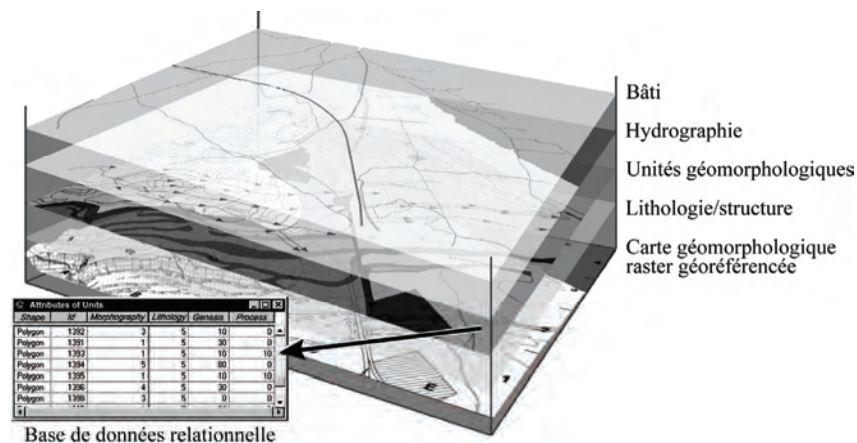 Bâti
Hydrographie
Unités géomorphologiques
Lithologie/structure
Carte géomorphologique
raster géoréférencée
Attributes of Units
Shape Id Morphography Lithology Genesis Process
Polygon 1392 3 5 10 0
Polygon 1391 1 5 30 0
Polygon 1393 1 5 10 10
Polygon 1394 5 5 80 0
Polygon 1395 1 5 10 10
Polygon 1396 4 5 30 0
Polygon 1398 3 5 0 0
E
Base de données relationnelle